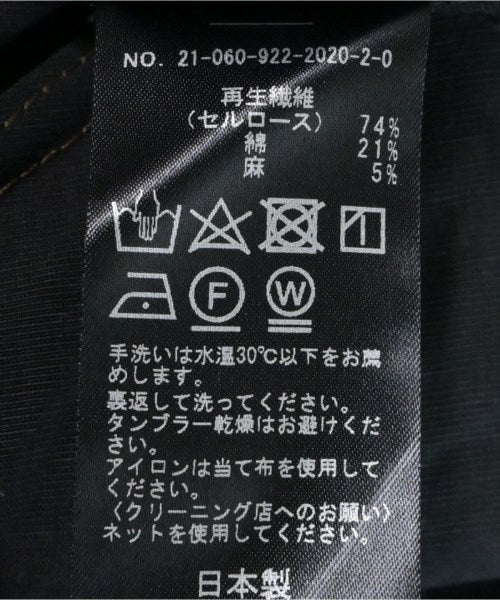 NO. 21-060-922-2020-2-0
再生繊維
(セルロース) 74%
綿 21%
麻 5%
F W
手洗いは水温30℃以下をお薦
めします。
裏返して洗ってください。
タンブラー乾燥はお避けくだ
さい。
アイロンは当て布を使用して
ください。
〈クリーニング店へのお願い〉
ネットを使用してください。
日本製